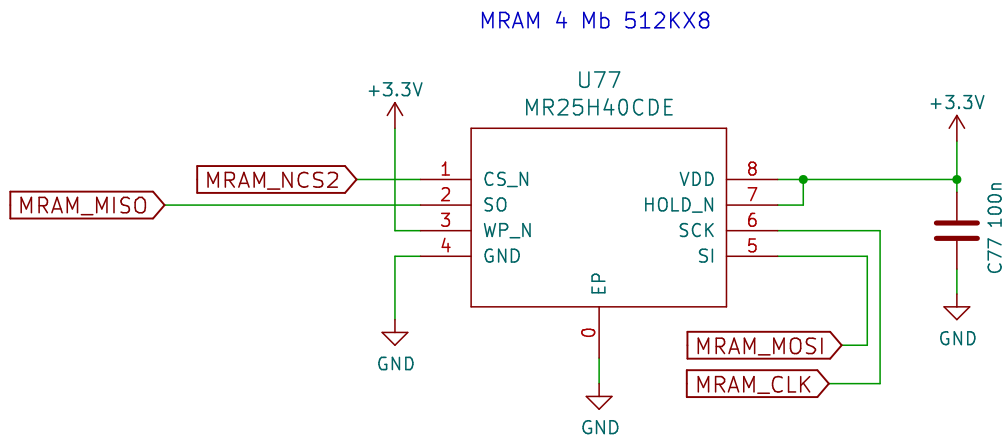 MRAM 4 Mb 512KX8
U77
MR25H40CDE
+3.3V
+3.3V
MRAM_NCS2
MRAM_MISO
1
CS_N
2
SO
3
WP_N
4
GND
VDD
8
HOLD_N
7
SCK
6
SI
5
EP
0
C77 100n
GND
GND
GND
MRAM_MOSI
MRAM_CLK